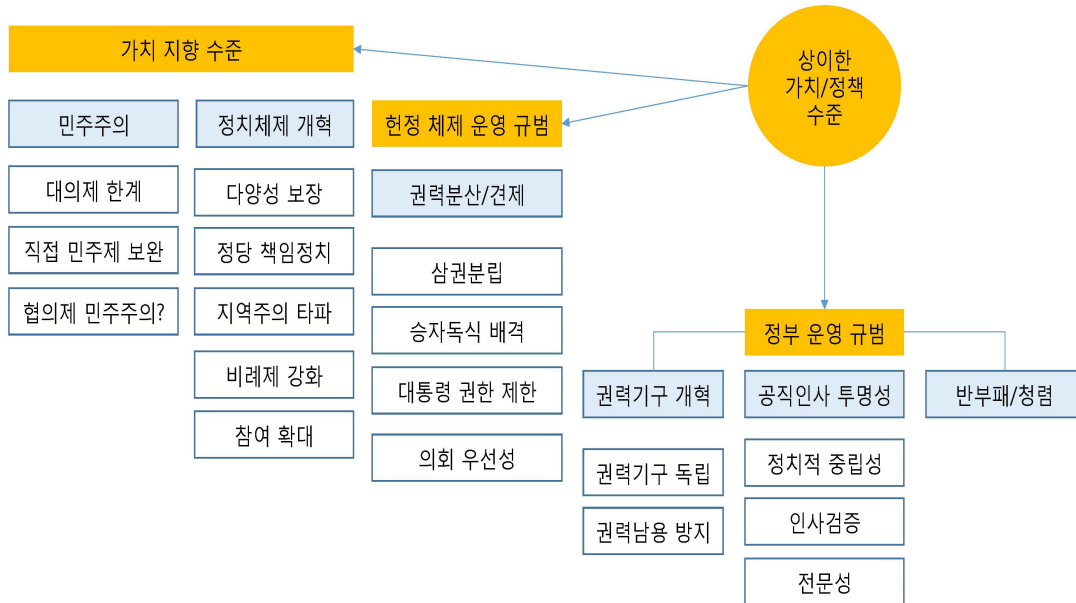 가치 지향 수준
상이한
가치/정책
수준
민주주의
정치체제 개혁
헌정 체제 운영 규범
대의제 한계
직접 민주제 보완
협의제 민주주의?
다양성 보장
정당 책임정치
지역주의 타파
비례제 강화
참여 확대
권력분산/견제
삼권분립
승자독식 배격
대통령 권한 제한
의회 우선성
정부 운영 규범
권력기구 개혁
공직인사 투명성
반부패/청렴
권력기구 독립
권력남용 방지
정치적 중립성
인사검증
전문성